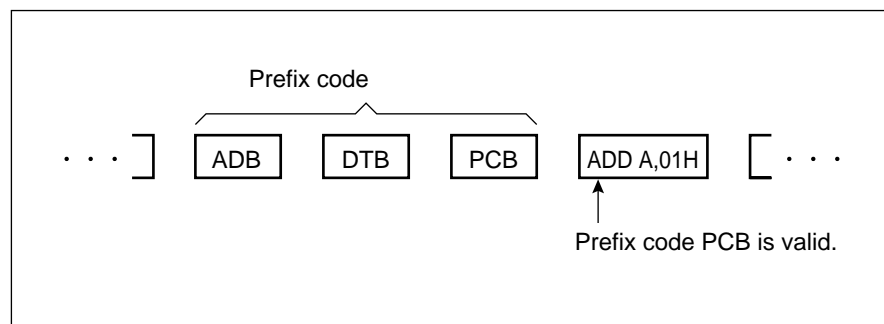 Prefix code
· · · ADB DTB PCB ADD A,01H · · ·
Prefix code PCB is valid.